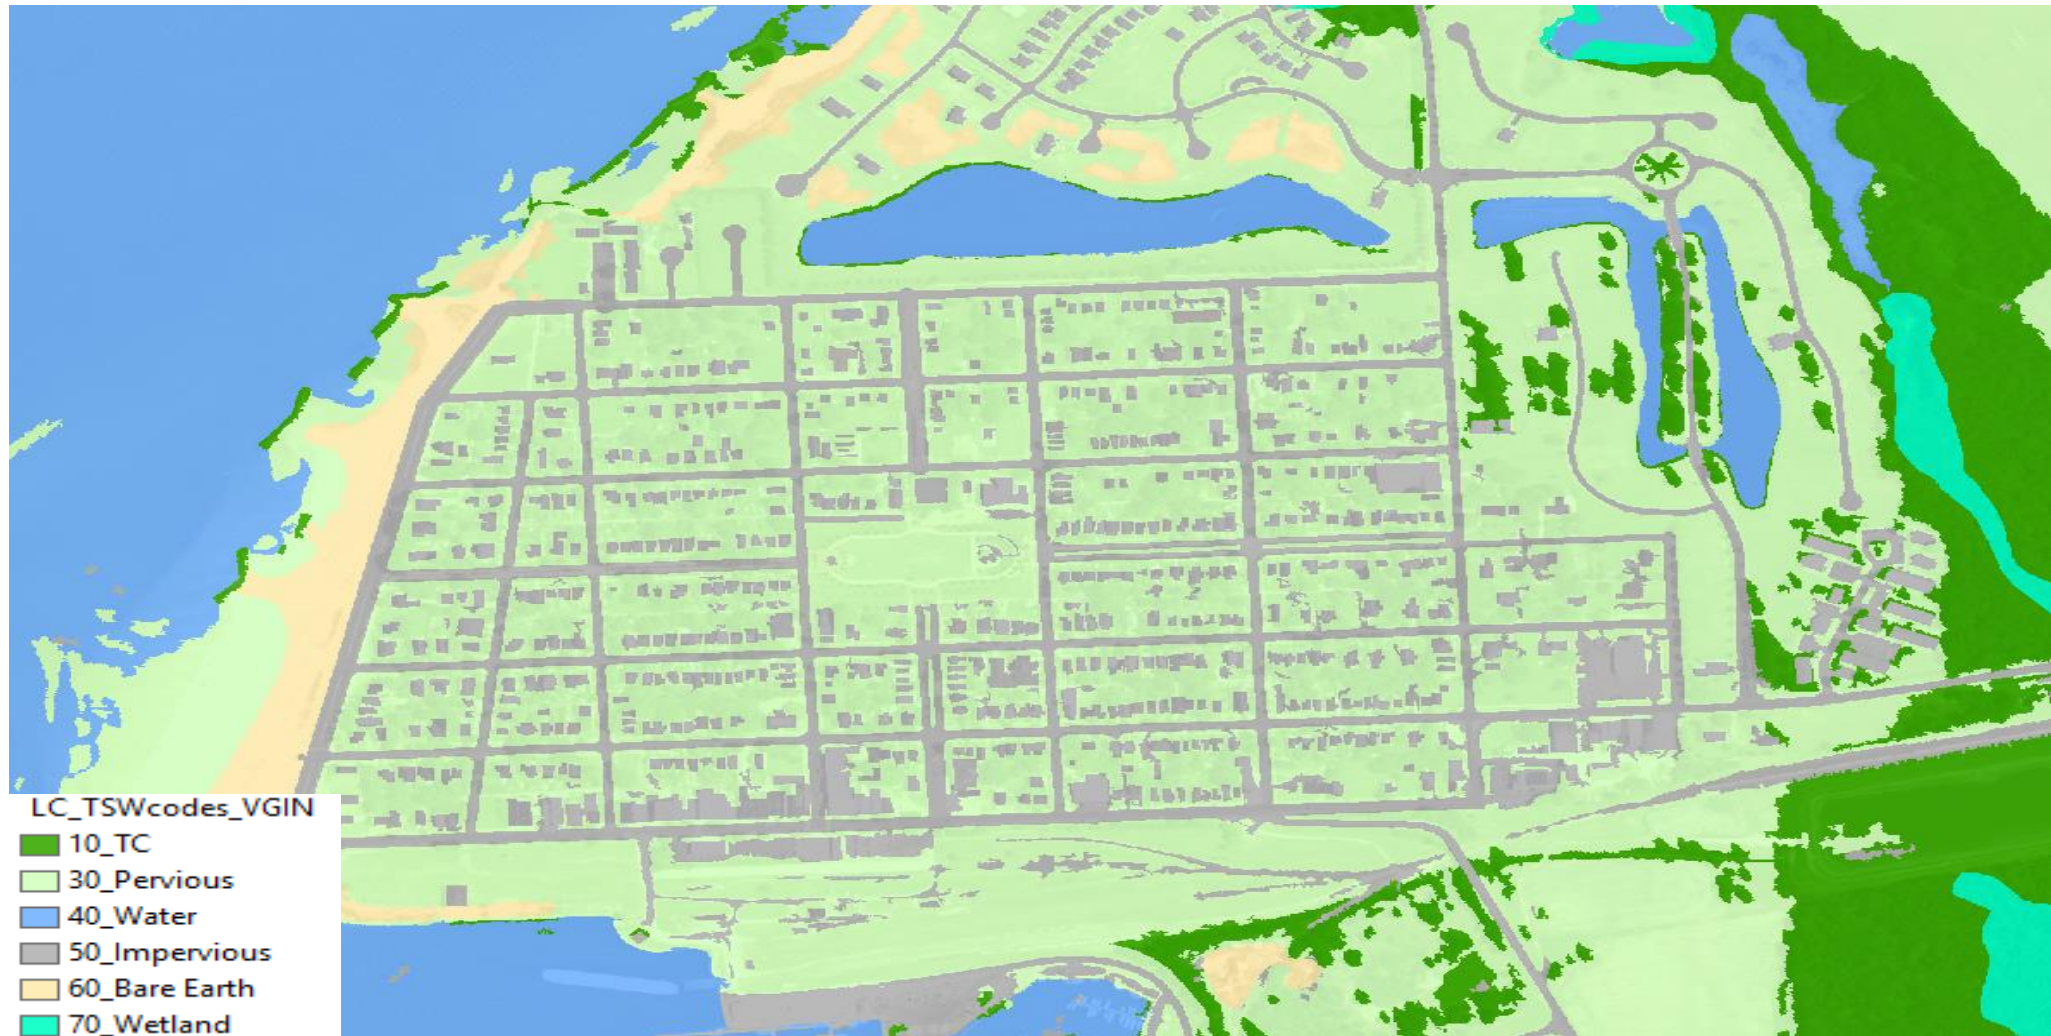 LC_TSWcodes_VGIN
10_TC
30_Pervious
40_Water
50_Impervious
60_Bare Earth
70_Wetland